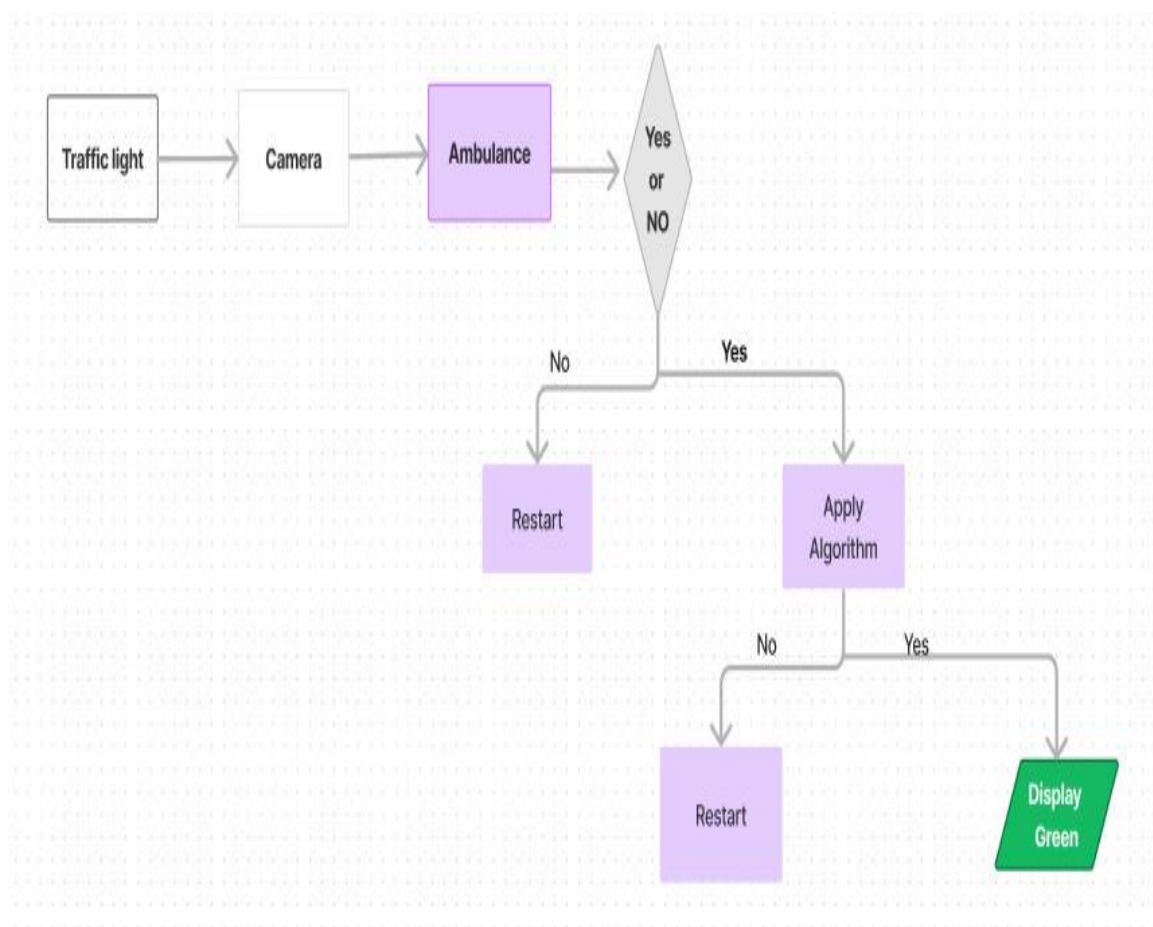 Traffic light
Camera
Ambulance
Yes
or
NO
No
Yes
Restart
Apply
Algorithm
No
Yes
Restart
Display
Green